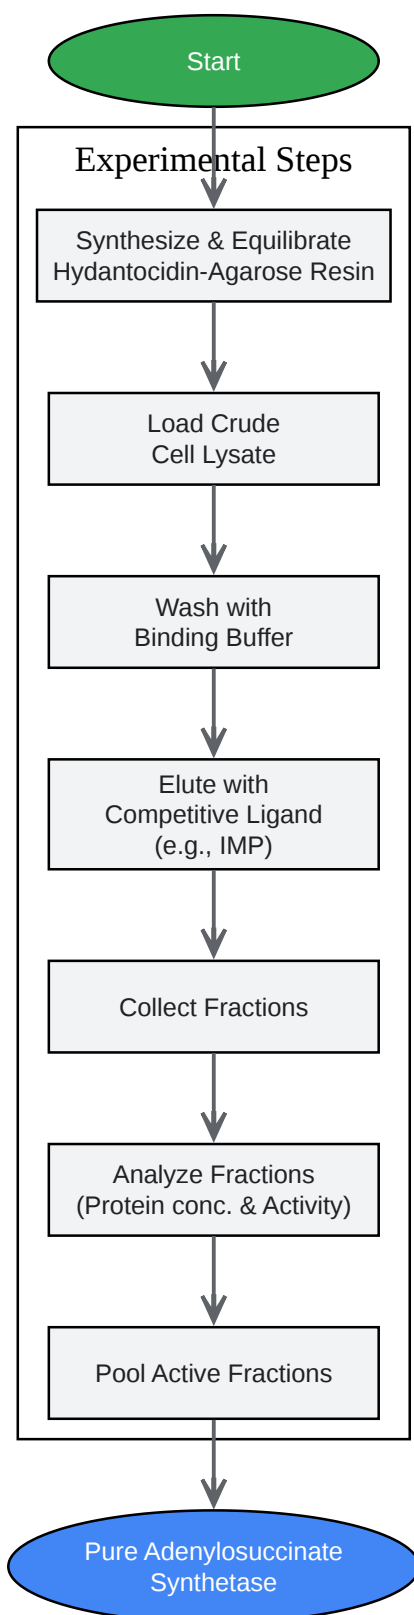 Start
Experimental Steps
Synthesize & Equilibrate
Hydantocidin-Agarose Resin
Load Crude
Cell Lysate
Wash with
Binding Buffer
Elute with
Competitive Ligand
(e.g., IMP)
Collect Fractions
Analyze Fractions
(Protein conc. & Activity)
Pool Active Fractions
Pure Adenylosuccinate
Synthetase